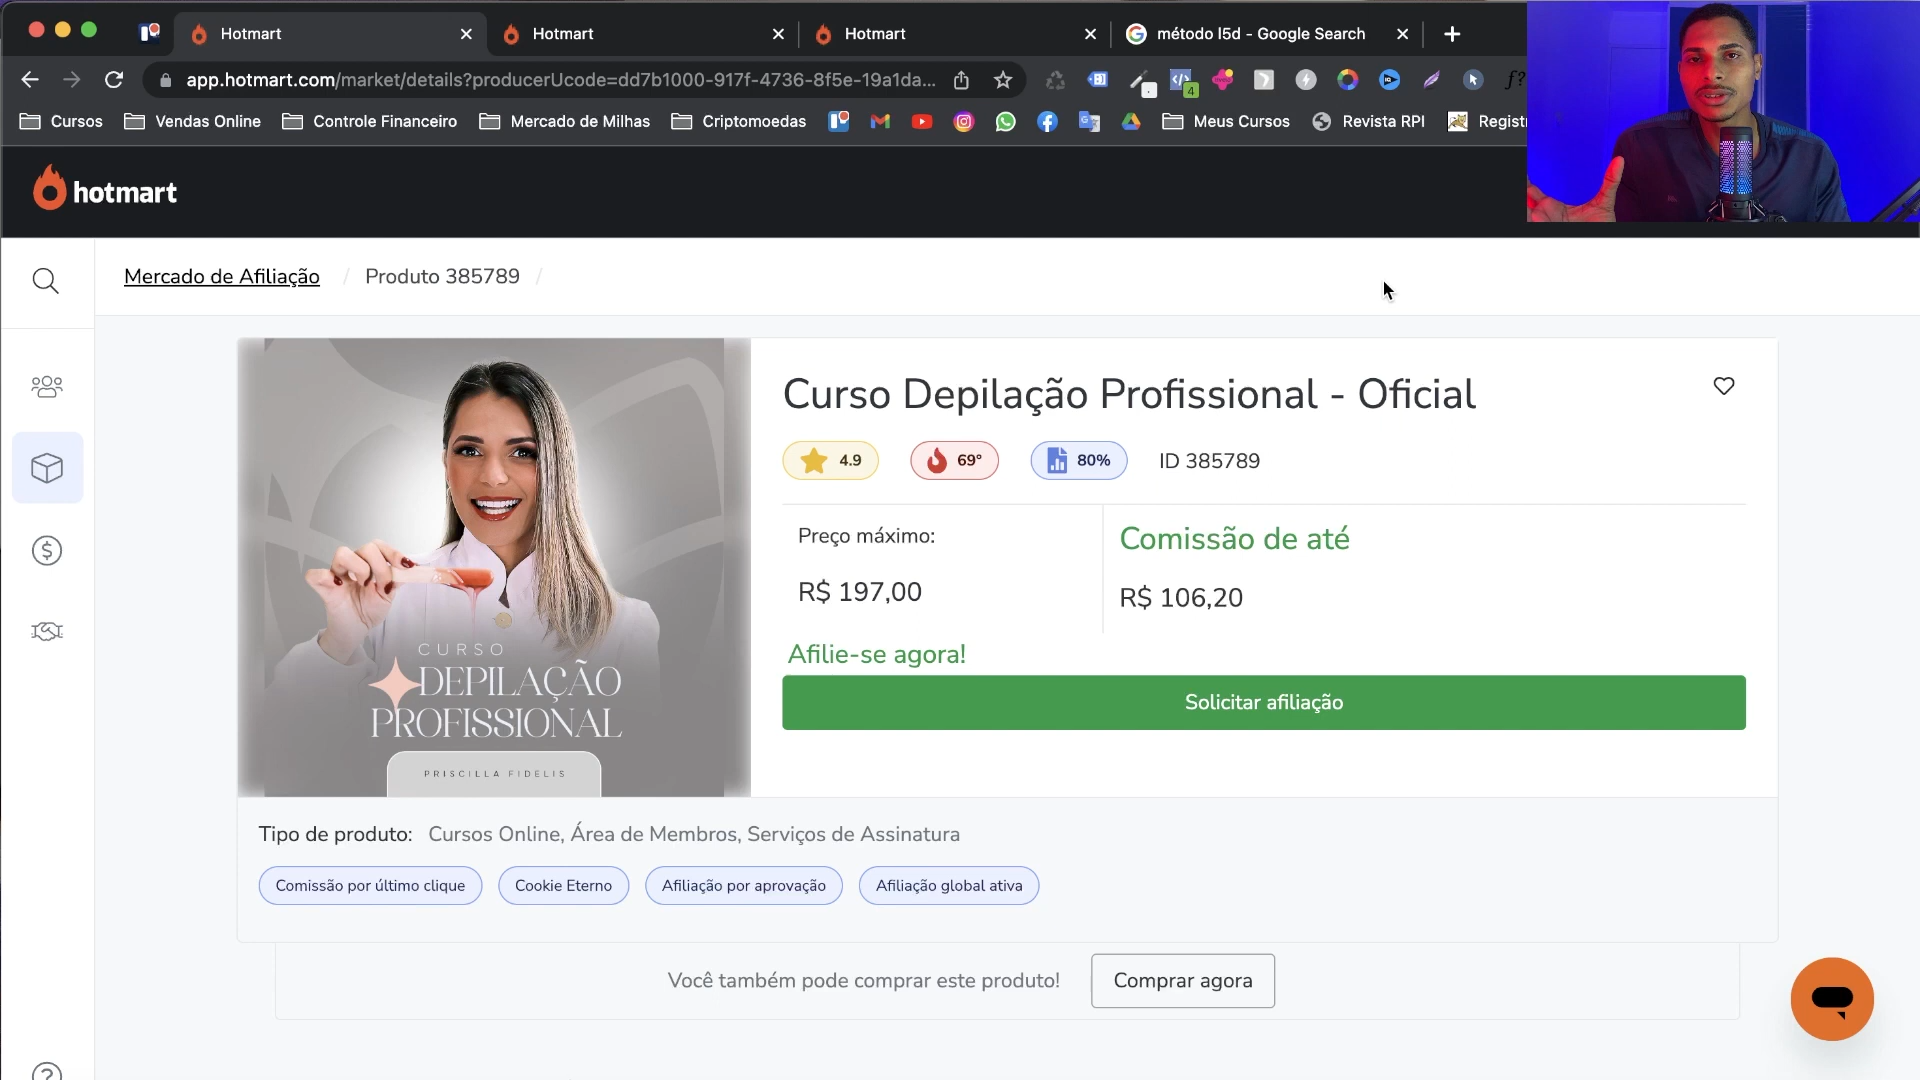 Hotmart
Hotmart
Hotmart
método l5d - Google Search
app.hotmart.com/market/details?producerUcode=dd7b1000-917f-4736-8f5e-19a1da...
4
f?
Cursos
Vendas Online
Controle Financeiro
Mercado de Milhas
Criptomoedas
Meus Cursos
Revista RPI
Registr
hotmart
Mercado de Afiliação / Produto 385789 /
Curso Depilação Profissional - Oficial
4.9
69°
80%
ID 385789
Preço máximo:
R$ 197,00
Comissão de até
R$ 106,20
Afilie-se agora!
Solicitar afiliação
CURSO
DEPILAÇÃO
PROFISSIONAL
PRISCILLA FIDELIS
Tipo de produto: Cursos Online, Área de Membros, Serviços de Assinatura
Comissão por último clique
Cookie Eterno
Afiliação por aprovação
Afiliação global ativa
Você também pode comprar este produto!
Comprar agora